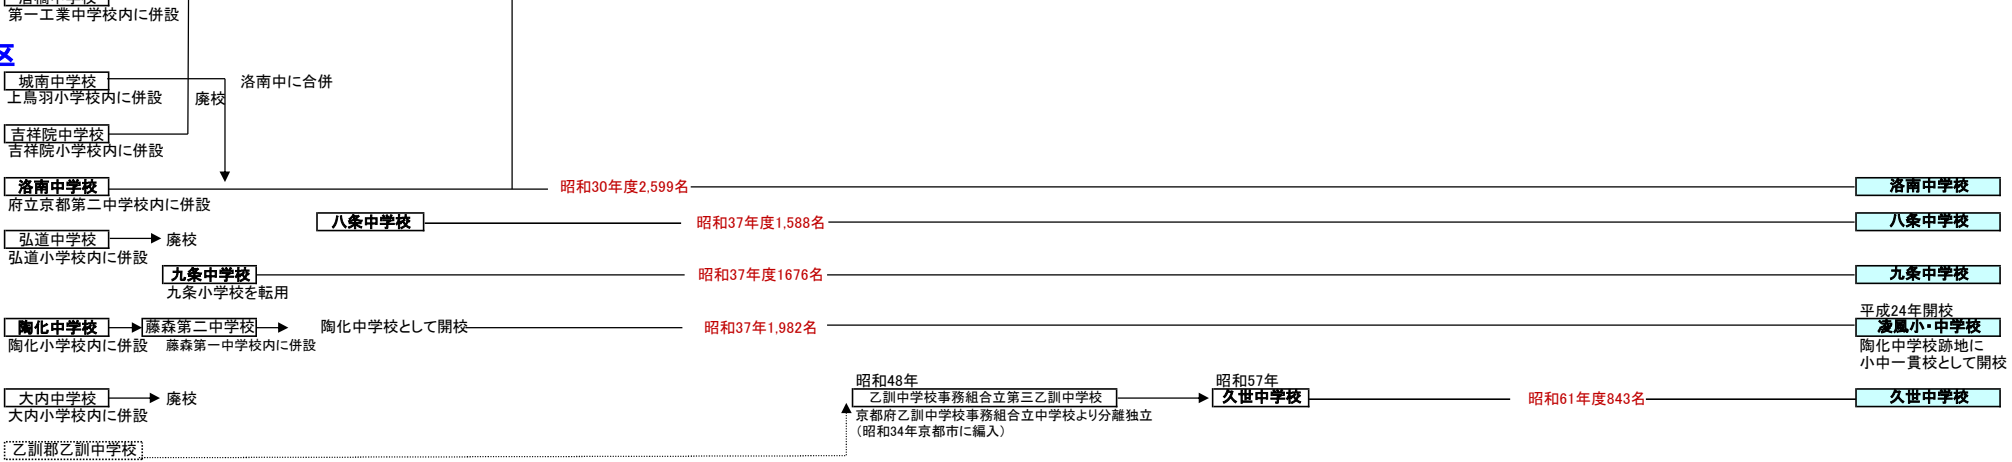 第一工業中学校内に併設
区
城南中学校
洛南中に合併
上鳥羽小学校内に併設
廃校
吉祥院中学校
吉祥院小学校内に併設
洛南中学校
昭和30年度2,599名
洛南中学校
府立京都第二中学校内に併設
八条中学校
昭和37年度1,588名
八条中学校
弘道中学校
廃校
弘道小学校内に併設
九条中学校
昭和37年度1676名
九条中学校
九条小学校を転用
平成24年開校
陶化中学校
藤森第二中学校
陶化中学校として開校
昭和37年1,982名
凌風小・中学校
陶化小学校内に併設
藤森第一中学校内に併設
陶化中学校跡地に
小中一貫校として開校
昭和48年
昭和57年
大内中学校
廃校
乙訓中学校事務組合立第三乙訓中学校
久世中学校
昭和61年度843名
久世中学校
大内小学校内に併設
京都府乙訓中学校事務組合立中学校より分離独立
（昭和34年京都市に編入）
乙訓郡乙訓中学校